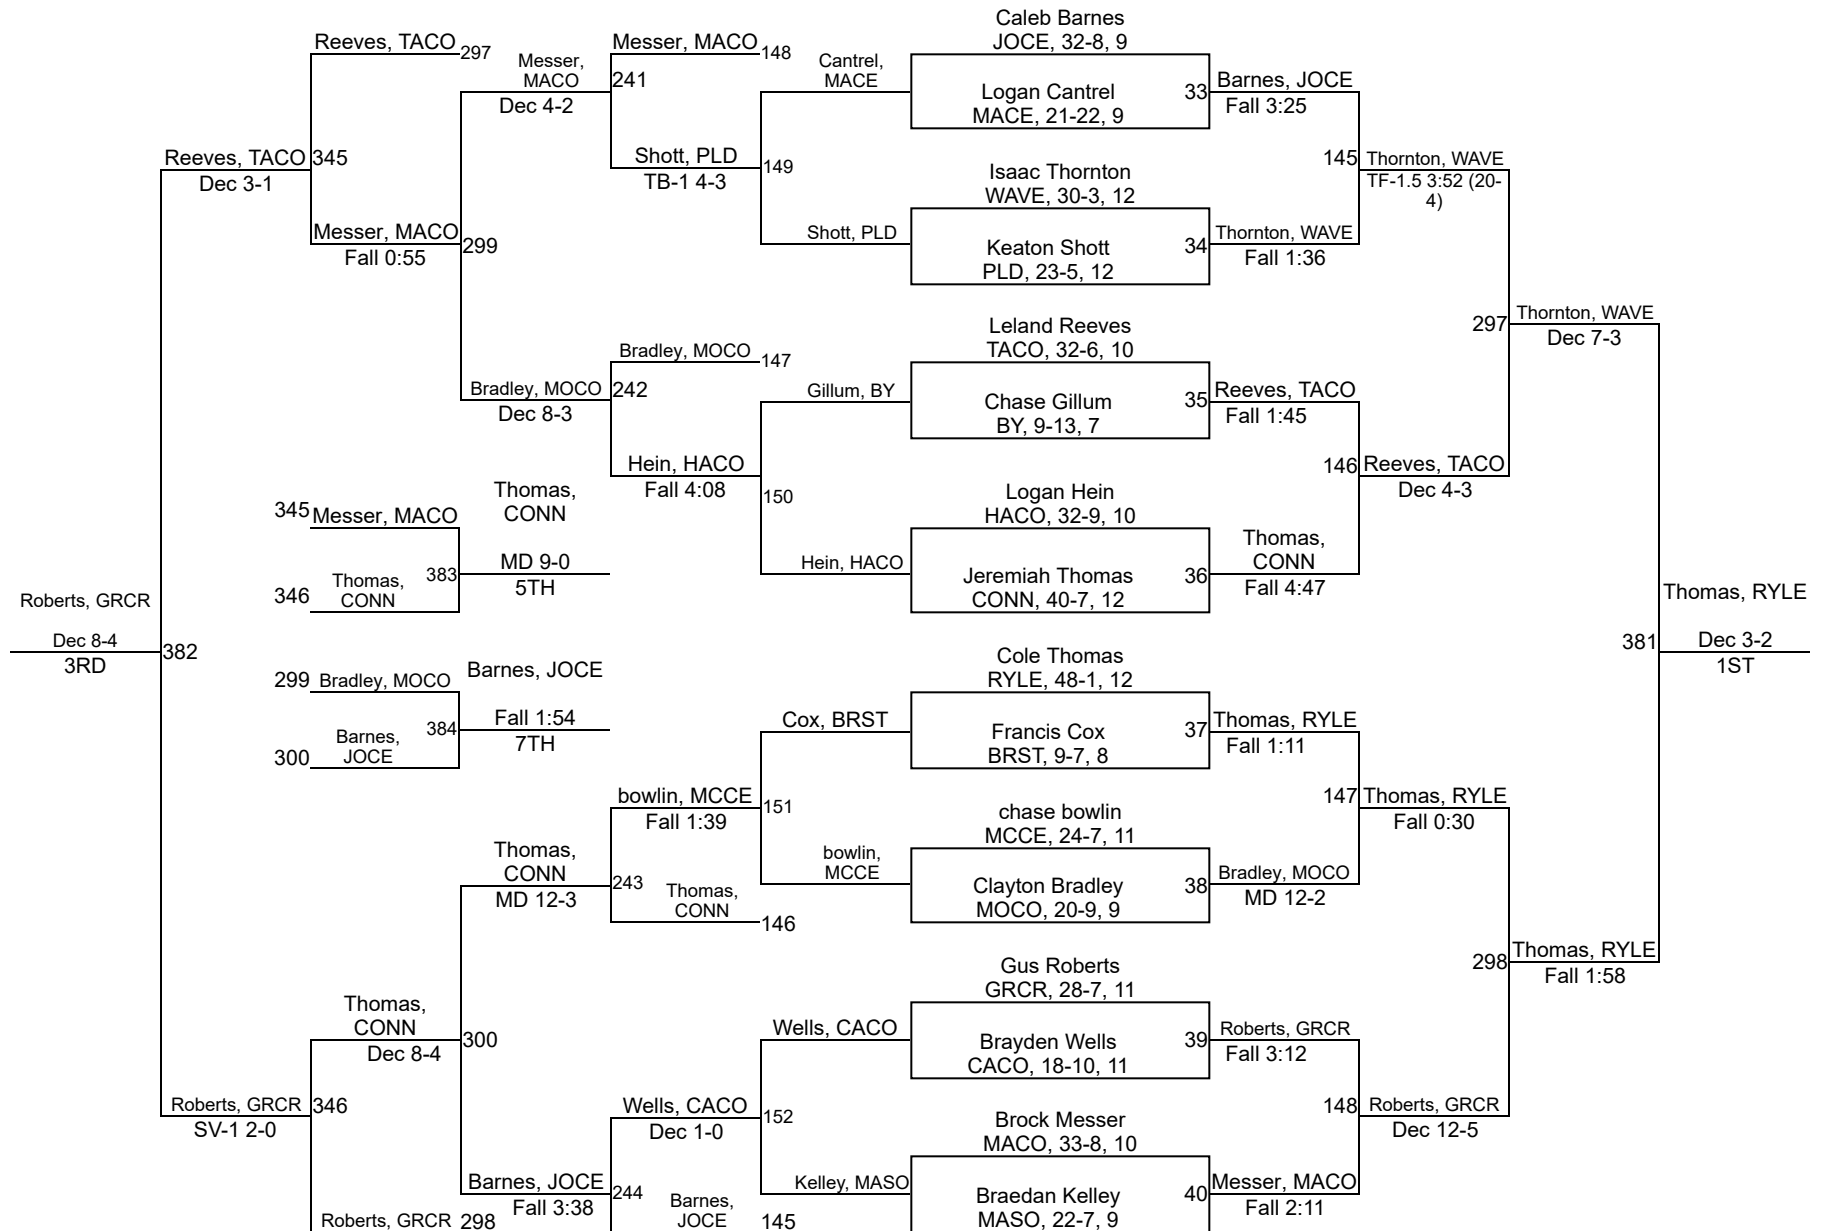 Caleb Barnes
JOCE, 32-8, 9
Reeves, TACO
297
Messer, MACO
148
Messer,
MACO
241
Dec 4-2
Cantrel,
MACE
Logan Cantrel
MACE, 21-22, 9
33
Barnes, JOCE
Fall 3:25
Reeves, TACO
345
Dec 3-1
Shott, PLD
149
TB-1 4-3
Isaac Thornton
WAVE, 30-3, 12
145
Thornton, WAVE
TF-1.5 3:52 (20-
4)
Messer, MACO
299
Fall 0:55
Shott, PLD
Keaton Shott
PLD, 23-5, 12
34
Thornton, WAVE
Fall 1:36
Leland Reeves
TACO, 32-6, 10
297
Thornton, WAVE
Dec 7-3
Bradley, MOCO
147
Bradley, MOCO
242
Dec 8-3
Gillum, BY
Chase Gillum
BY, 9-13, 7
35
Reeves, TACO
Fall 1:45
Hein, HACO
Fall 4:08
150
146
Reeves, TACO
Dec 4-3
Logan Hein
HACO, 32-9, 10
345
Messer, MACO
Thomas,
CONN
383
MD 9-0
5TH
346
Thomas,
CONN
Hein, HACO
Jeremiah Thomas
CONN, 40-7, 12
36
Thomas,
CONN
Fall 4:47
Roberts, GRCR
Dec 8-4
3RD
382
Thomas, RYLE
381
Dec 3-2
1ST
Cole Thomas
RYLE, 48-1, 12
299
Bradley, MOCO
Barnes, JOCE
384
Fall 1:54
7TH
300
Barnes,
JOCE
Cox, BRST
Francis Cox
BRST, 9-7, 8
37
Thomas, RYLE
Fall 1:11
bowlin, MCCE
151
Fall 1:39
chase bowlin
MCCE, 24-7, 11
147
Thomas, RYLE
Fall 0:30
Thomas,
CONN
243
MD 12-3
Thomas,
CONN
146
bowlin,
MCCE
Clayton Bradley
MOCO, 20-9, 9
38
Bradley, MOCO
MD 12-2
Gus Roberts
GRCR, 28-7, 11
298
Thomas, RYLE
Fall 1:58
Thomas,
CONN
300
Dec 8-4
Wells, CACO
Brayden Wells
CACO, 18-10, 11
39
Roberts, GRCR
Fall 3:12
Roberts, GRCR
346
SV-1 2-0
Wells, CACO
152
Dec 1-0
Brock Messer
MACO, 33-8, 10
148
Roberts, GRCR
Dec 12-5
Barnes, JOCE
244
Fall 3:38
Kelley, MASO
Braedan Kelley
MASO, 22-7, 9
40
Messer, MACO
Fall 2:11
Roberts, GRCR
298
Barnes,
JOCE
145